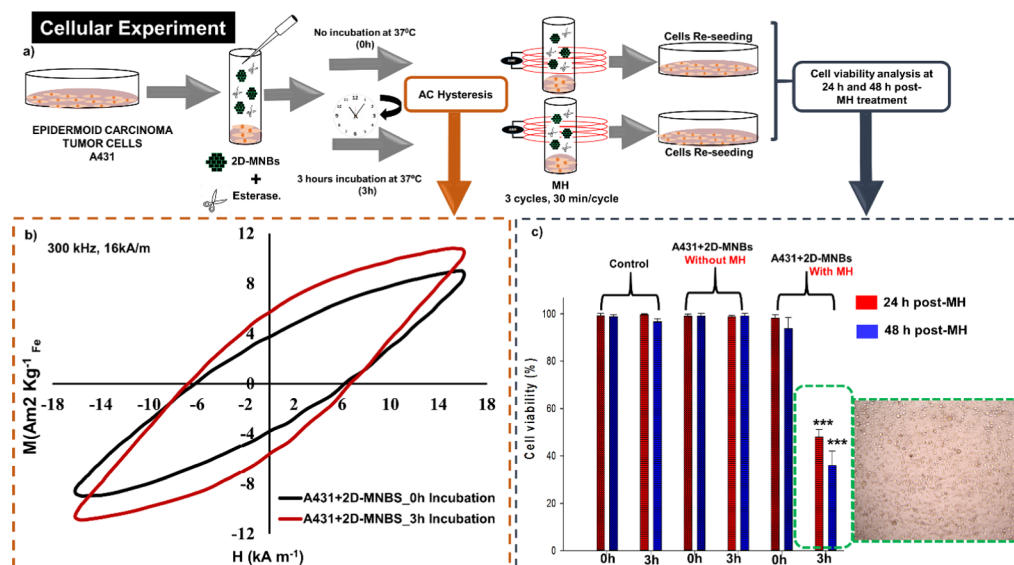 Cellular Experiment
a)
EPIDERMOID CARCINOMA
TUMOR CELLS
A431
2D-MNBs
+
Esterase.
No incubation at 37⁰C
(0h)
12
3 hours incubation at 37⁰C
(3h)
AC Hysteresis
MH
3 cycles, 30 min/cycle
Cells Re-seeding
Cells Re-seeding
Cell viability analysis at
24 h and 48 h post-
MH treatment
b)
300 kHz, 16kA/m
M(Am2 Kg⁻¹ Fe
12
8
4
0
-4
-8
-12
-18 -14 -10 -6 -2 2 6 10 14 18
A431+2D-MNBS_0h Incubation
A431+2D-MNBS_3h Incubation
H (kA m⁻¹)
c)
Control
A431+2D-MNBs
Without MH
A431+2D-MNBs
With MH
24 h post-MH
48 h post-MH
Cell viability (%)
100
80
60
40
20
0
***
***
0h 3h 0h 3h 0h 3h